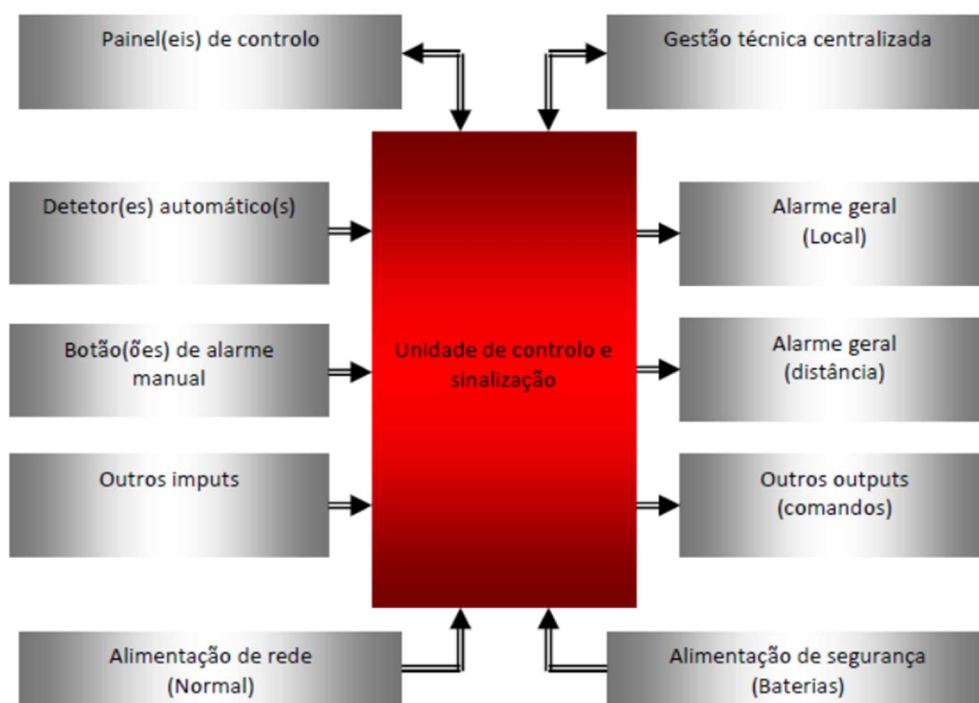 Painel(eis) de controlo
Gestão técnica centralizada
Detetor(es) automático(s)
Alarme geral
(Local)
Botão(ões) de alarme
manual
Unidade de controlo e
sinalização
Alarme geral
(distância)
Outros imputs
Outros outputs
(comandos)
Alimentação de rede
(Normal)
Alimentação de segurança
(Baterias)